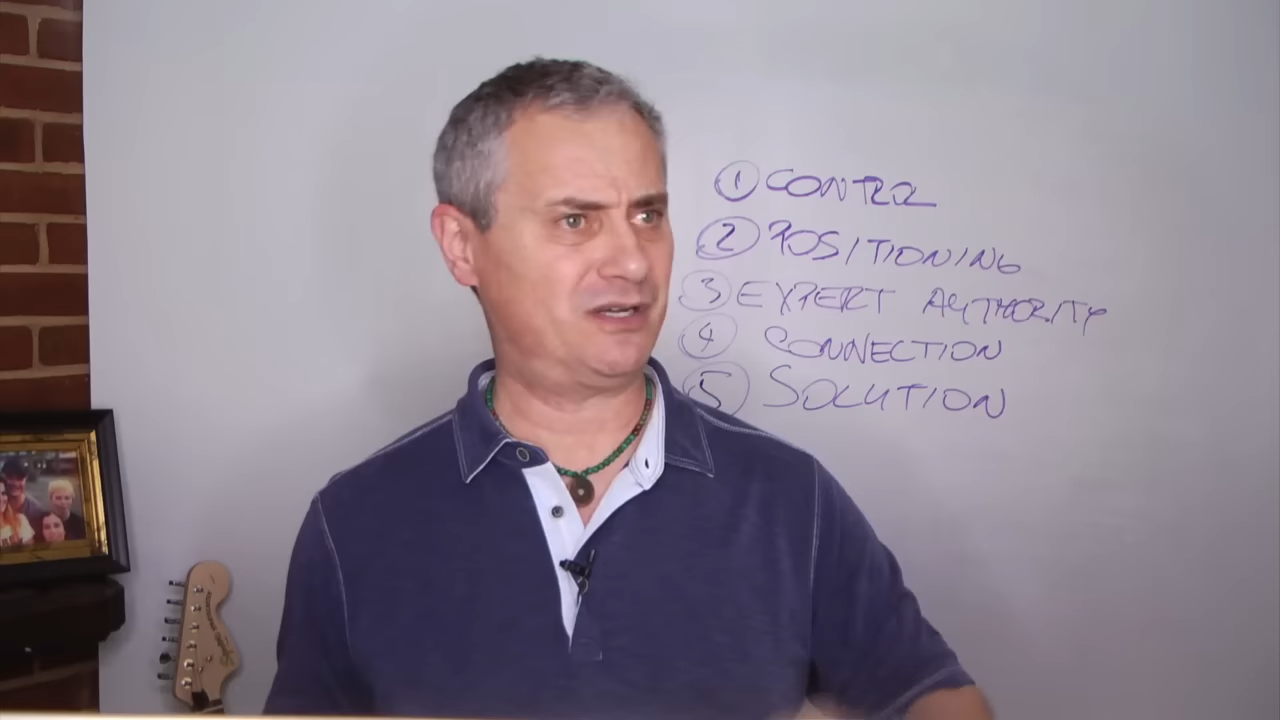 1 CONTROL
2 POSITIONING
3 EXPERT AUTHORITY
4 CONNECTION
5 SOLUTION